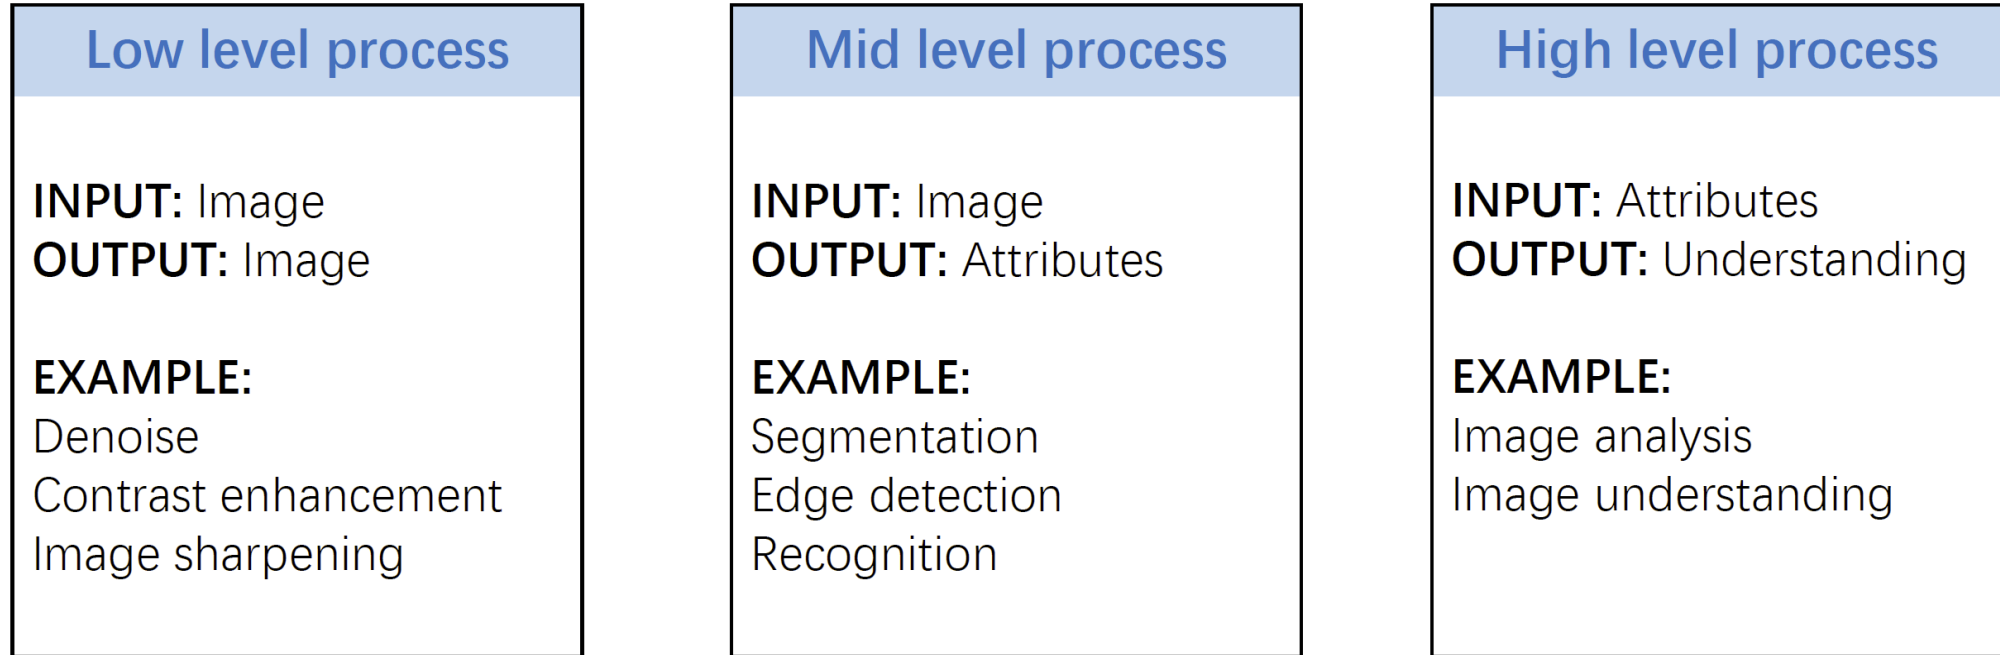 Low level process
INPUT: Image
OUTPUT: Image
EXAMPLE:
Denoise
Contrast enhancement
Image sharpening
Mid level process
INPUT: Image
OUTPUT: Attributes
EXAMPLE:
Segmentation
Edge detection
Recognition
High level process
INPUT: Attributes
OUTPUT: Understanding
EXAMPLE:
Image analysis
Image understanding